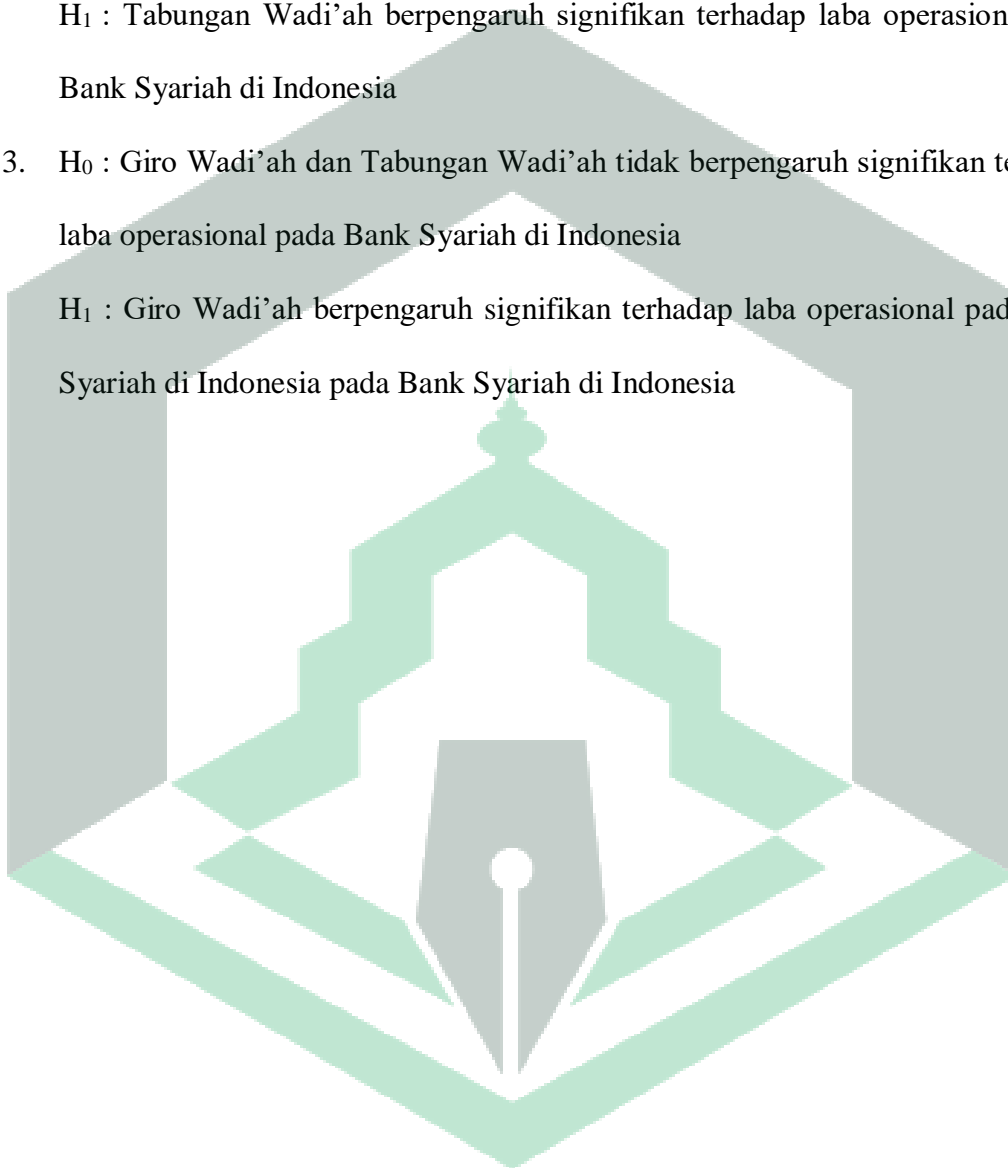 H₁ : Tabungan Wadi’ah berpengaruh signifikan terhadap laba operasion
Bank Syariah di Indonesia
3. H₀ : Giro Wadi’ah dan Tabungan Wadi’ah tidak berpengaruh signifikan te
laba operasional pada Bank Syariah di Indonesia
H₁ : Giro Wadi’ah berpengaruh signifikan terhadap laba operasional pad
Syariah di Indonesia pada Bank Syariah di Indonesia